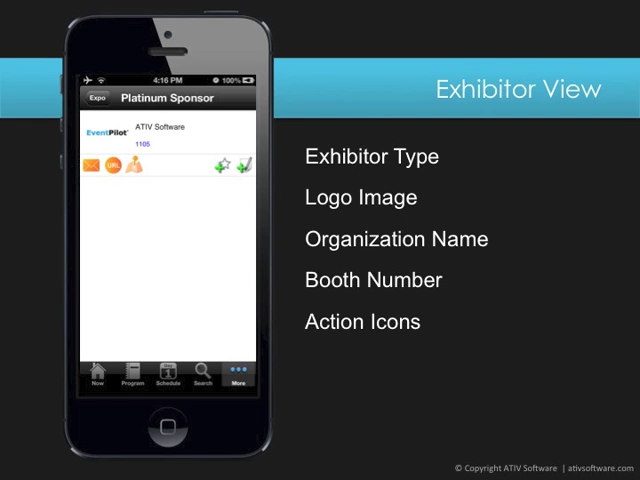 Exhibitor View
4:16 PM 100%
Expo Platinum Sponsor
EventPilot ATIV Software
1105
URL
Now Program Schedule Search More
Exhibitor Type
Logo Image
Organization Name
Booth Number
Action Icons
© Copyright ATIV Software | ativsoftware.com